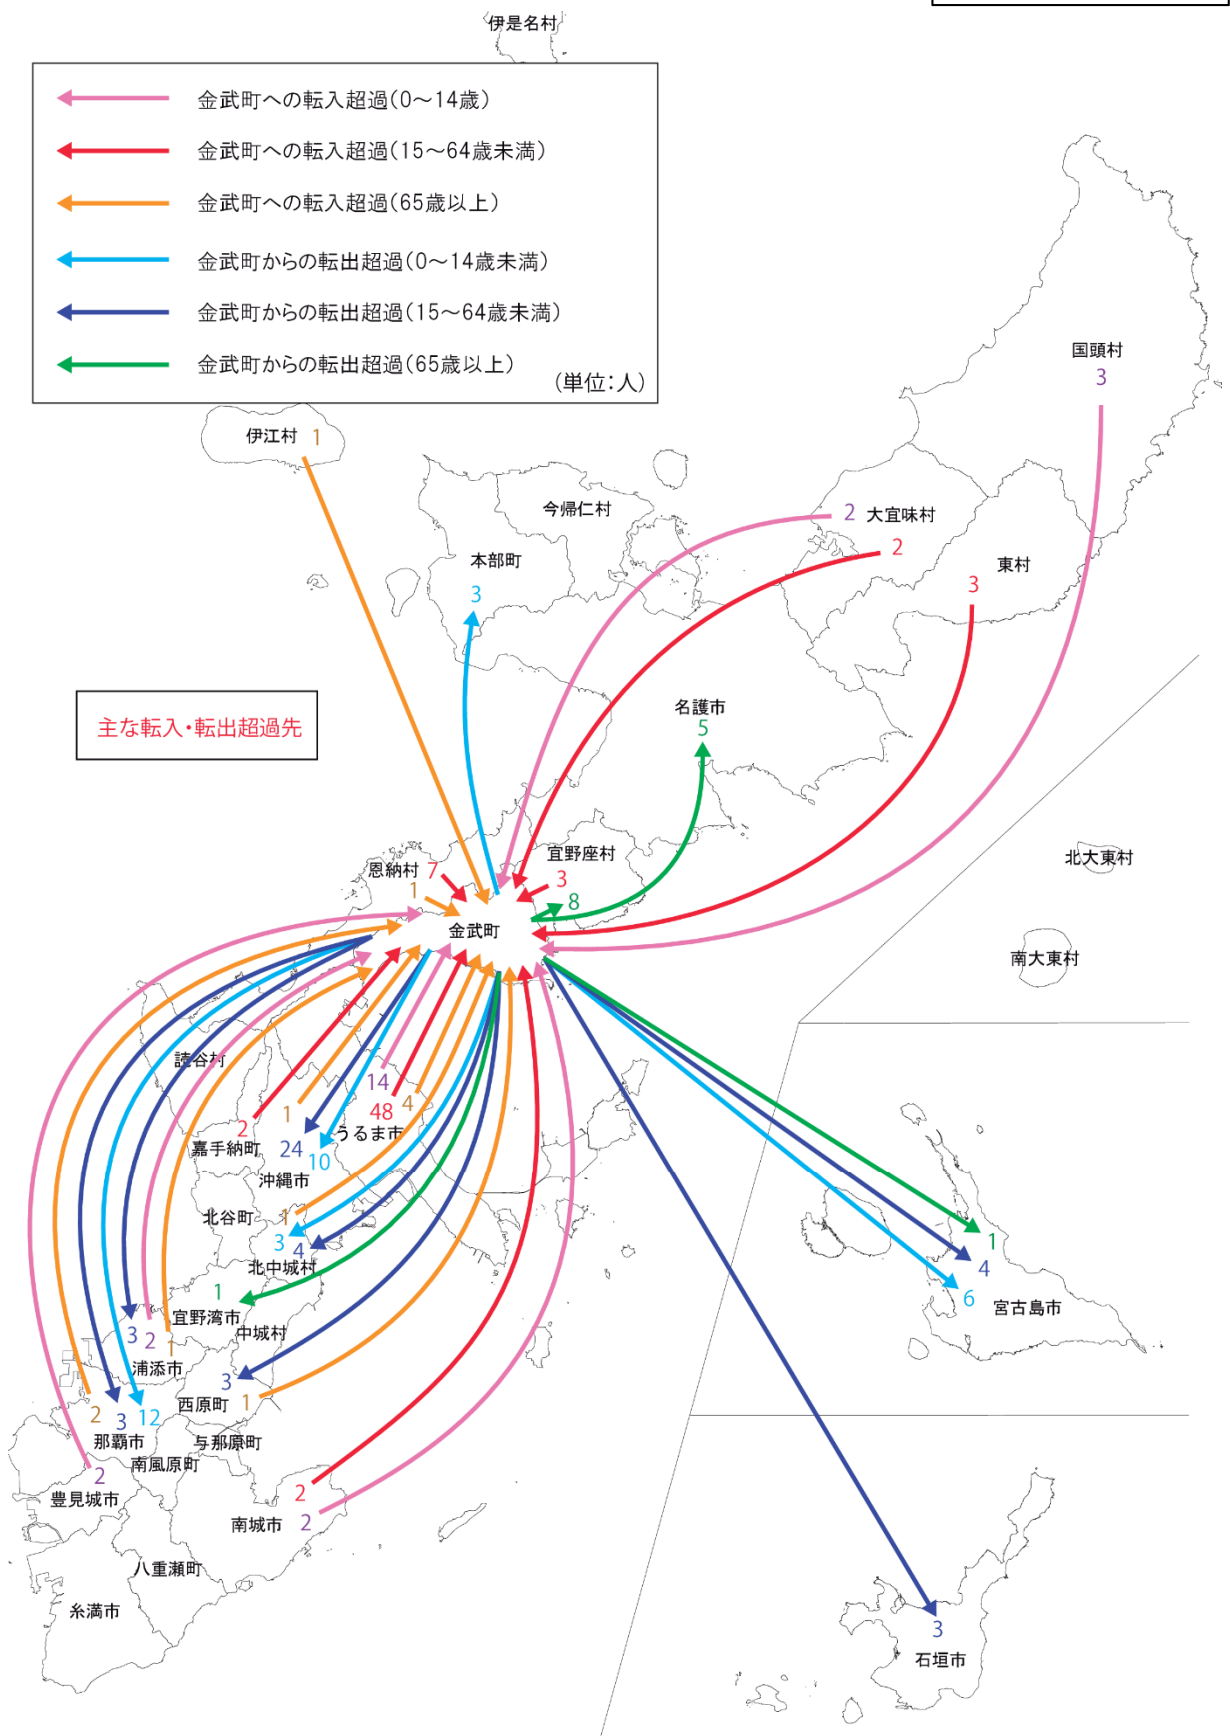 伊是名村
金武町への転入超過(0～14歳)
金武町への転入超過(15～64歳未満)
金武町への転入超過(65歳以上)
金武町からの転出超過(0～14歳未満)
金武町からの転出超過(15～64歳未満)
金武町からの転出超過(65歳以上)
(単位:人)
国頭村
3
伊江村 1
今帰仁村
2 大宜味村
2
本部町
3
東村
3
主な転入・転出超過先
名護市
5
恩納村 7
1
宜野座村
3
8
金武町
北大東村
南大東村
読谷村
14
48 4
うるま市
2
嘉手納町
1
24
10
沖縄市
北谷町
1
3
4
北中城村
1
宜野湾市
中城村
3 2 1
浦添市
3
西原町 1
2 3 12
那覇市
与那原町
南風原町
2
豊見城市
2
南城市 2
八重瀬町
糸満市
1
4
6
宮古島市
3
石垣市